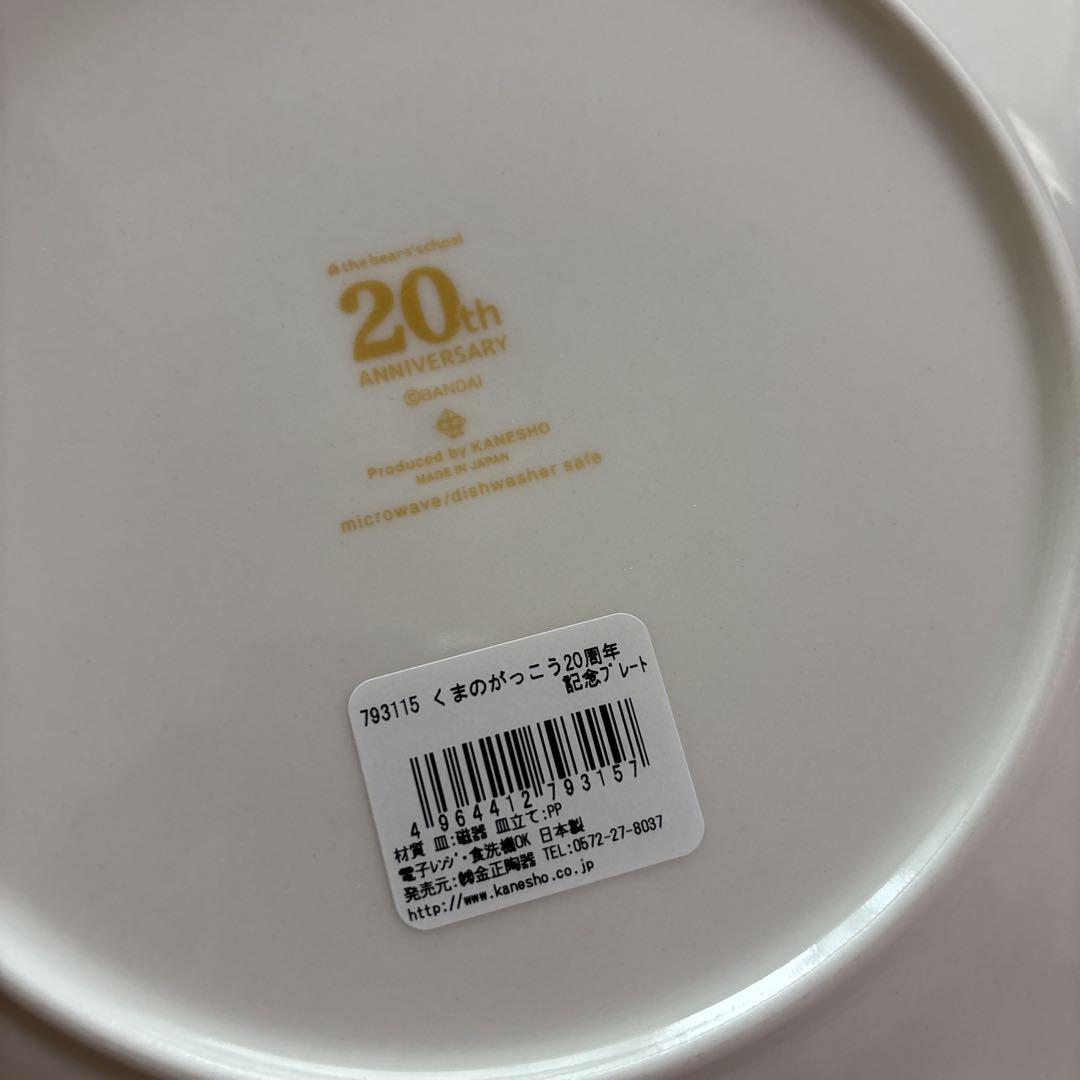 the bears'school
20th
ANNIVERSARY
©BANDAI
Produced by KANESHO
MADE IN JAPAN
microwave/dishwasher safe
793115 くまのがっこう20周年
記念プレート
4 964412 793157
材質 皿:磁器 皿立て:PP
電子レンジ・食洗機OK 日本製
発売元:㈱金正陶器 TEL:0572-27-8037
http://www.kanesho.co.jp